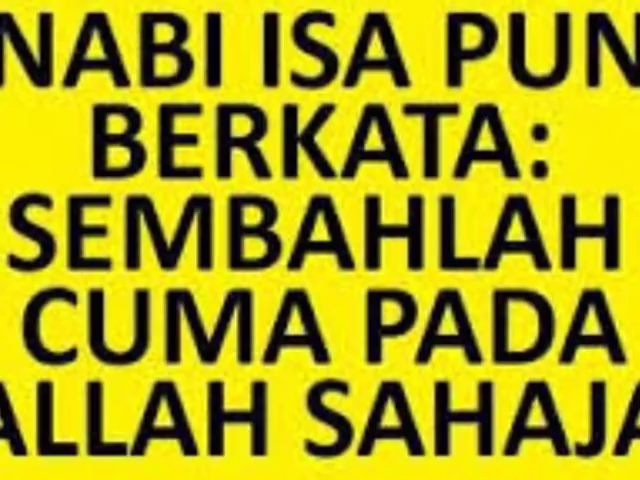 NABI ISA PUN
BERKATA:
SEMBAHLAH
CUMA PADA
ALLAH SAHAJA